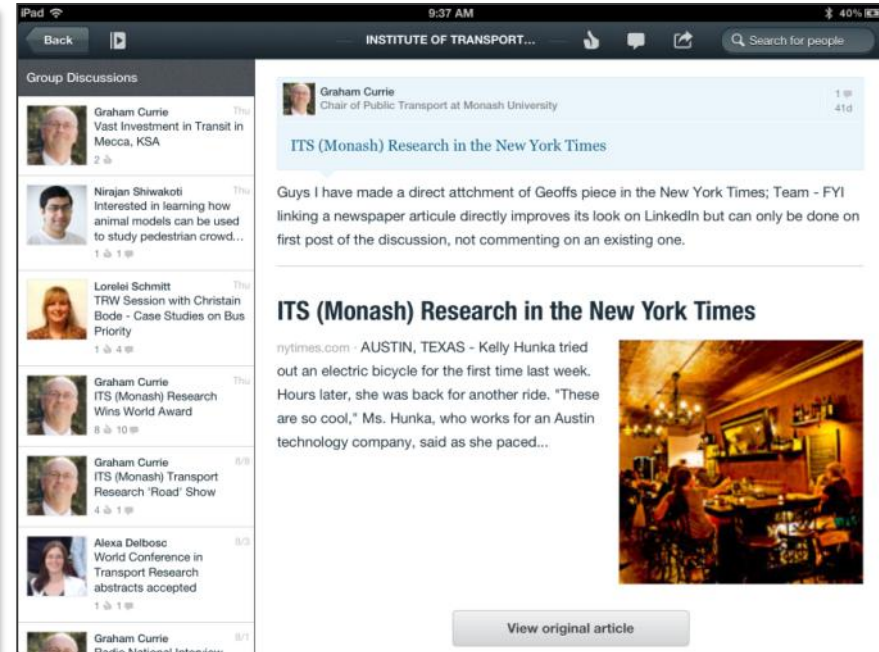 iPad
9:37 AM
40%
Back
INSTITUTE OF TRANSPORT...
Search for people
Group Discussions
Graham Currie
Thu
Vast Investment in Transit in
Mecca, KSA
2
Nirajan Shiwakoti
Thu
Interested in learning how
animal models can be used
to study pedestrian crowd...
1 1
Lorelei Schmitt
Thu
TRW Session with Christain
Bode - Case Studies on Bus
Priority
1 4
Graham Currie
Thu
ITS (Monash) Research
Wins World Award
8 10
Graham Currie
8/8
ITS (Monash) Transport
Research 'Road' Show
4 1
Alexa Delbosc
8/3
World Conference in
Transport Research
abstracts accepted
1 1
Graham Currie
8/1
Radio National Interview
Graham Currie
1
Chair of Public Transport at Monash University
41d
ITS (Monash) Research in the New York Times
Guys I have made a direct attchment of Geoffs piece in the New York Times; Team - FYI
linking a newspaper articule directly improves its look on LinkedIn but can only be done on
first post of the discussion, not commenting on an existing one.
ITS (Monash) Research in the New York Times
nytimes.com · AUSTIN, TEXAS - Kelly Hunka tried
out an electric bicycle for the first time last week.
Hours later, she was back for another ride. "These
are so cool," Ms. Hunka, who works for an Austin
technology company, said as she paced...
View original article